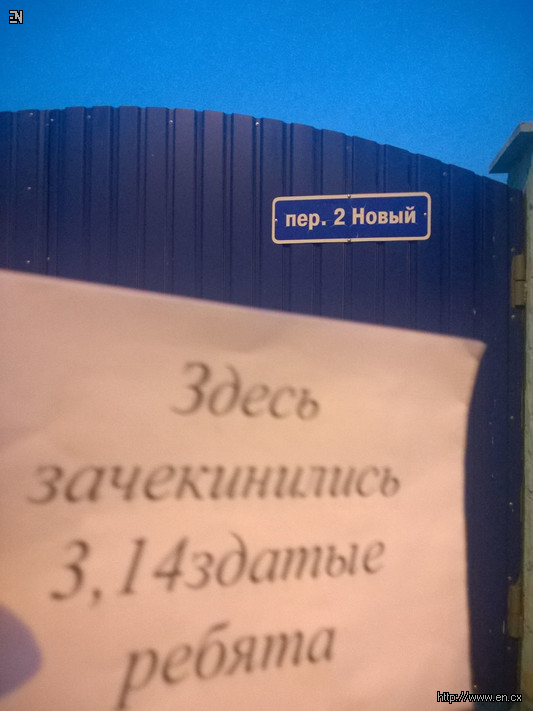 EN
пер. 2 Новый
Здесь
зачекинились
3,14здатые
ребята
http://www.en.cx